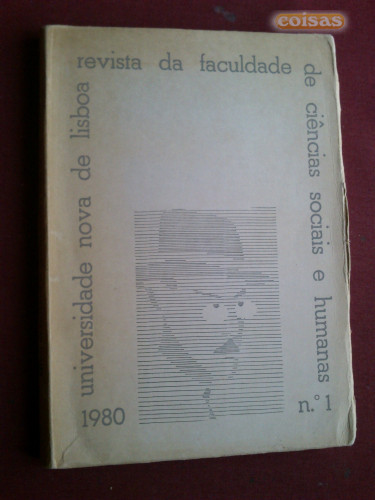 coisas
universidade nova de lisboa
revista da faculdade
de ciências sociais e humanas
1980
n.º 1